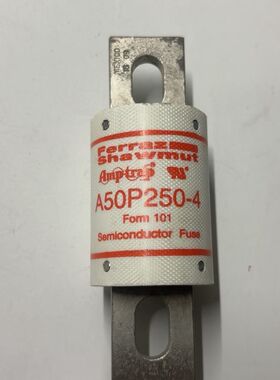 Ferraz
Shawmut
Amp-trap
A50P250-4
Form 101
Semiconductor Fuse